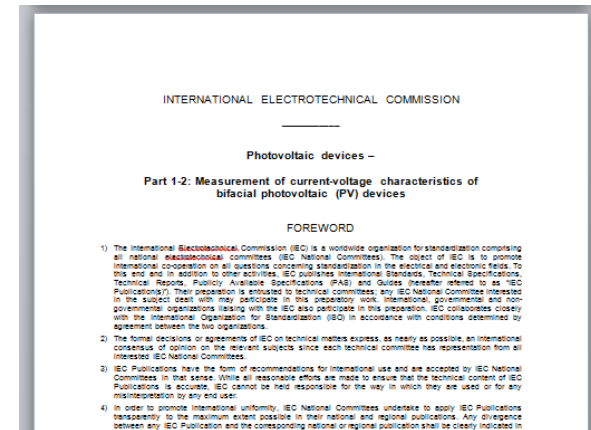 INTERNATIONAL ELECTROTECHNICAL COMMISSION
Photovoltaic devices –
Part 1-2: Measurement of current-voltage characteristics of
bifacial photovoltaic (PV) devices
FOREWORD
1) The International Electrotechnical Commission (IEC) is a worldwide organization for standardization comprising
all national electrotechnical committees (IEC National Committees). The object of IEC is to promote
international co-operation on all questions concerning standardization in the electrical and electronic fields. To
this end and in addition to other activities, IEC publishes International Standards, Technical Specifications,
Technical Reports, Publicly Available Specifications (PAS) and Guides (hereafter referred to as "IEC
Publication(s)"). Their preparation is entrusted to technical committees; any IEC National Committee interested
in the subject dealt with may participate in this preparatory work. International, governmental and non-
governmental organizations liaising with the IEC also participate in this preparation. IEC collaborates closely
with the International Organization for Standardization (ISO) in accordance with conditions determined by
agreement between the two organizations.
2) The formal decisions or agreements of IEC on technical matters express, as nearly as possible, an international
consensus of opinion on the relevant subjects since each technical committee has representation from all
interested IEC National Committees.
3) IEC Publications have the form of recommendations for international use and are accepted by IEC National
Committees in that sense. While all reasonable efforts are made to ensure that the technical content of IEC
Publications is accurate, IEC cannot be held responsible for the way in which they are used or for any
misinterpretation by any end user.
4) In order to promote international uniformity, IEC National Committees undertake to apply IEC Publications
transparently to the maximum extent possible in their national and regional publications. Any divergence
between any IEC Publication and the corresponding national or regional publication shall be clearly indicated in